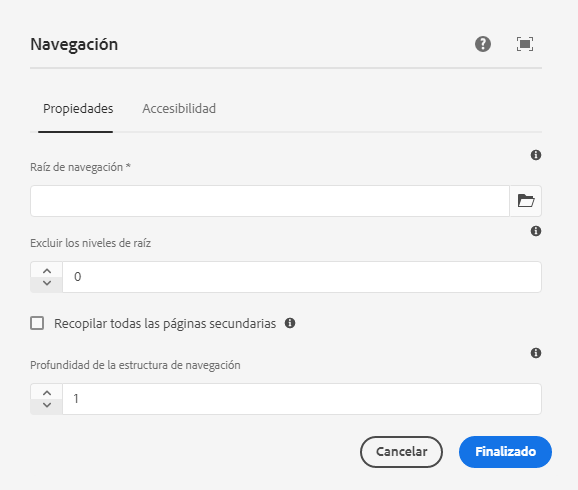 Navegación
Propiedades Accesibilidad
Raíz de navegación *
Excluir los niveles de raíz
0
Recopilar todas las páginas secundarias
Profundidad de la estructura de navegación
1
Cancelar Finalizado